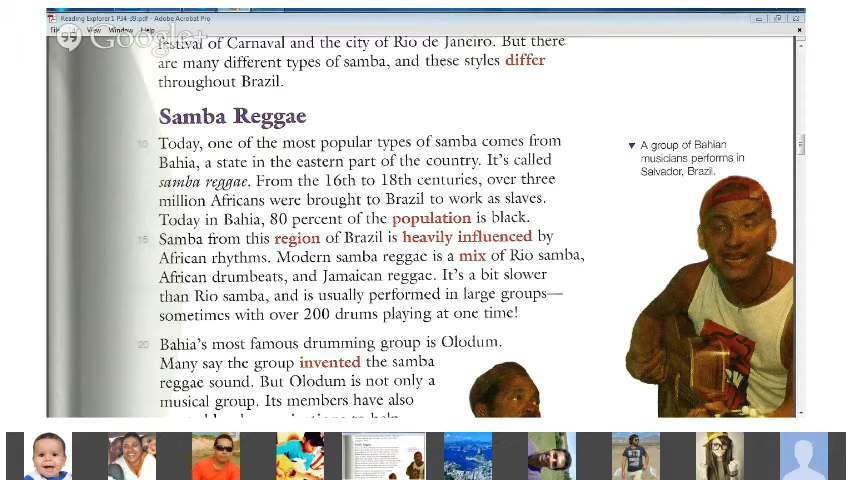 Reading Explorer1 P34-39.pdf - Adobe Acrobat Pro
File View Window Help
Google+
festival of Carnaval and the city of Rio de Janeiro. But there
are many different types of samba, and these styles differ
throughout Brazil.
Samba Reggae
10 Today, one of the most popular types of samba comes from
Bahia, a state in the eastern part of the country. It's called
samba reggae. From the 16th to 18th centuries, over three
million Africans were brought to Brazil to work as slaves.
Today in Bahia, 80 percent of the population is black.
15 Samba from this region of Brazil is heavily influenced by
African rhythms. Modern samba reggae is a mix of Rio samba,
African drumbeats, and Jamaican reggae. It's a bit slower
than Rio samba, and is usually performed in large groups—
sometimes with over 200 drums playing at one time!
20 Bahia's most famous drumming group is Olodum.
Many say the group invented the samba
reggae sound. But Olodum is not only a
musical group. Its members have also
to help
▼ A group of Bahian
musicians performs in
Salvador, Brazil.